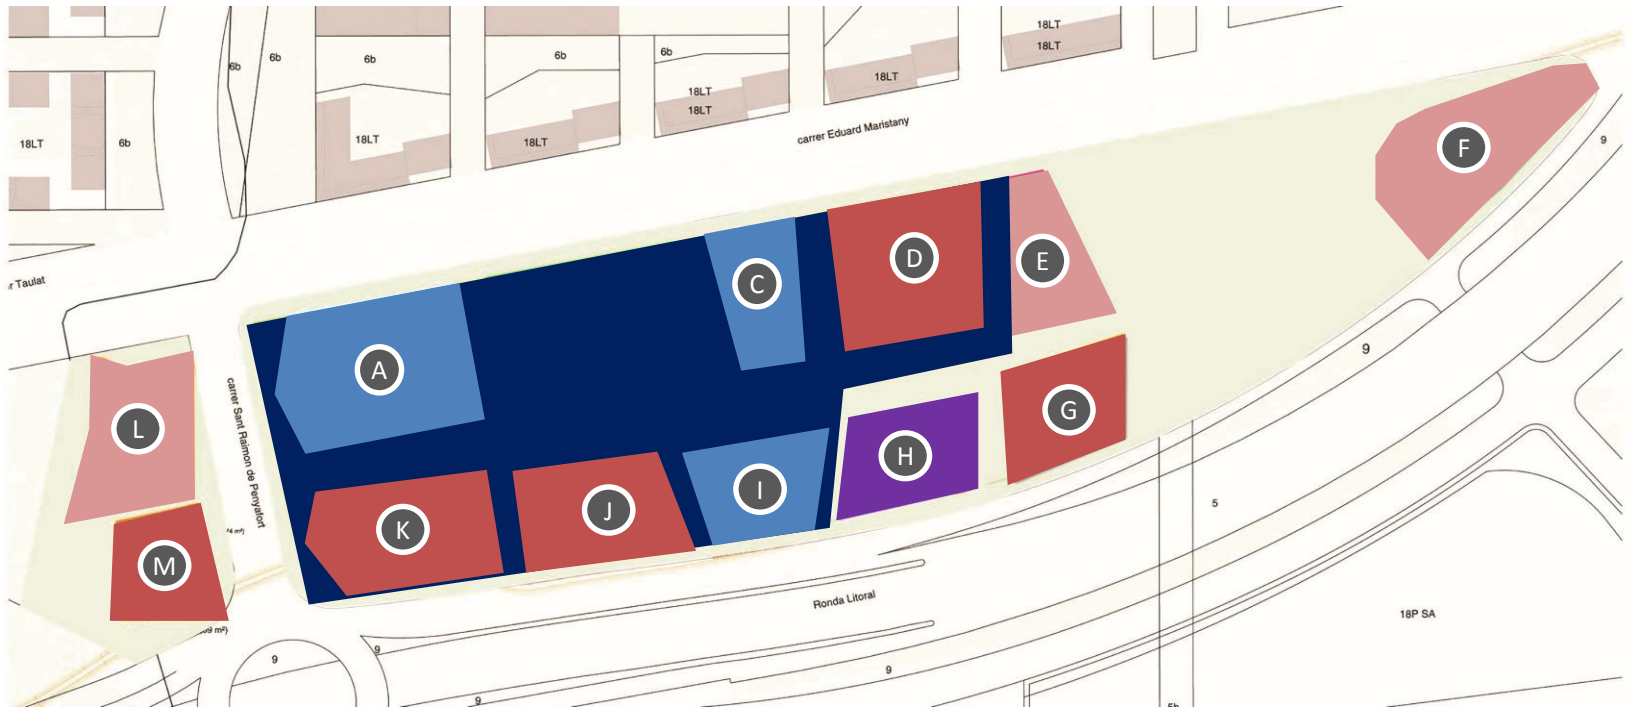 18LT
18LT
6b
6b
6b
6b
6b
18LT
18LT
18LT
18LT
6b
18LT
18LT
carrer Eduard Maristany
9
F
D
E
C
Taulat
A
9
carrer Sant Raimon de Penyafort
L
G
H
I
K
J
5
M
Ronda Litoral
18P SA
9
9
9
9